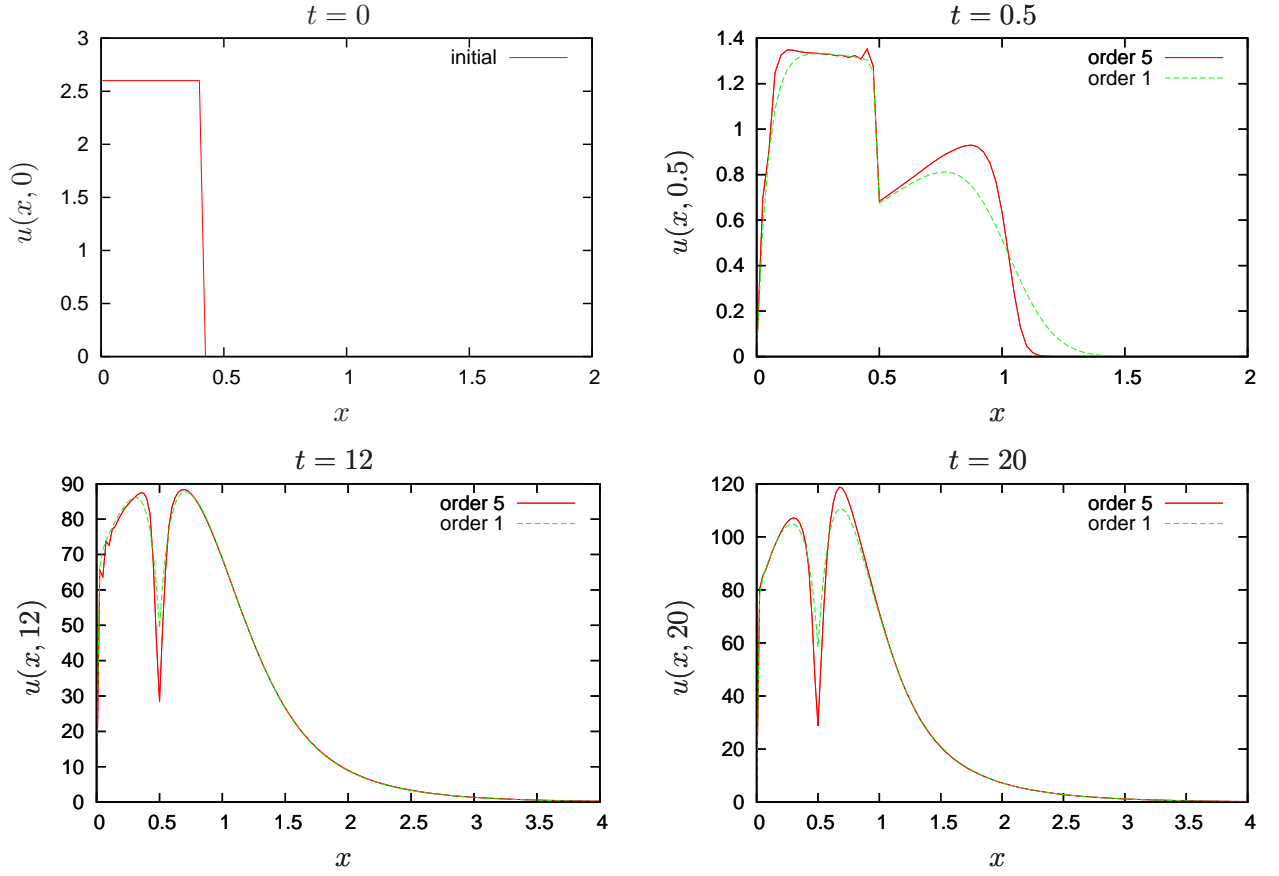 t = 0
u(x, 0)
3
2.5
2
1.5
1
0.5
0
initial
0 0.5 1 1.5 2
x
t = 0.5
u(x, 0.5)
1.4
1.2
1
0.8
0.6
0.4
0.2
0
order 5
order 1
0 0.5 1 1.5 2
x
t = 12
u(x, 12)
90
80
70
60
50
40
30
20
10
0
order 5
order 1
0 0.5 1 1.5 2 2.5 3 3.5 4
x
t = 20
u(x, 20)
120
100
80
60
40
20
0
order 5
order 1
0 0.5 1 1.5 2 2.5 3 3.5 4
x